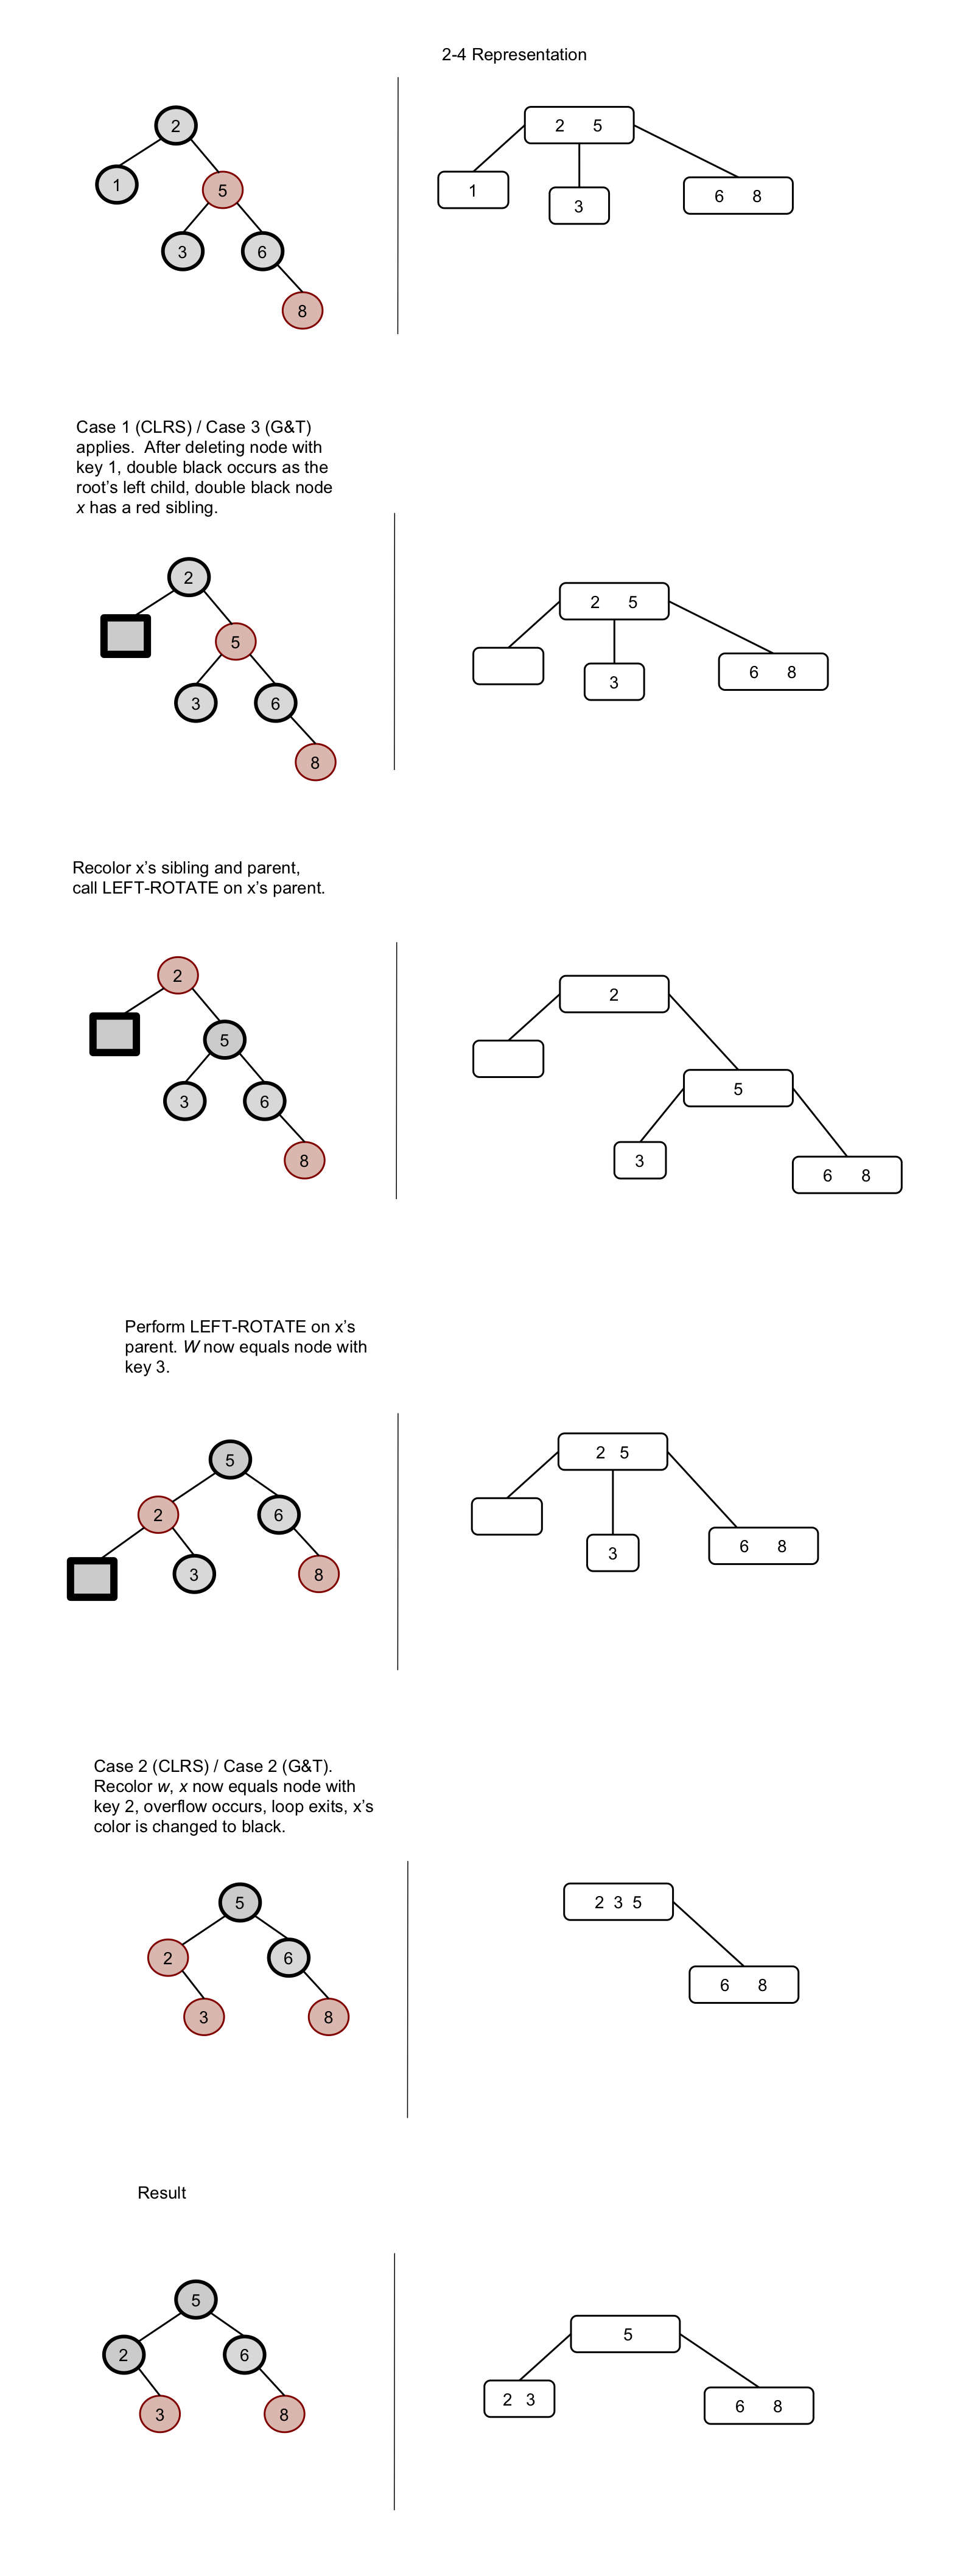 2-4 Representation
2
2 5
1
1
5
3
6 8
3
6
8
Case 1 (CLRS) / Case 3 (G&T)
applies.  After deleting node with
key 1, double black occurs as the
root's left child, double black node
x has a red sibling.
2
2 5
5
3
6 8
3
6
8
Recolor x's sibling and parent,
call LEFT-ROTATE on x's parent.
2
2
5
5
3
6
3
6 8
8
Perform LEFT-ROTATE on x's
parent. W now equals node with
key 3.
5
2 5
2
6
3
6 8
3
8
Case 2 (CLRS) / Case 2 (G&T).
Recolor w, x now equals node with
key 2, overflow occurs, loop exits, x's
color is changed to black.
5
2 3 5
2
6
6 8
3
8
Result
5
5
2
6
2 3
6 8
3
8